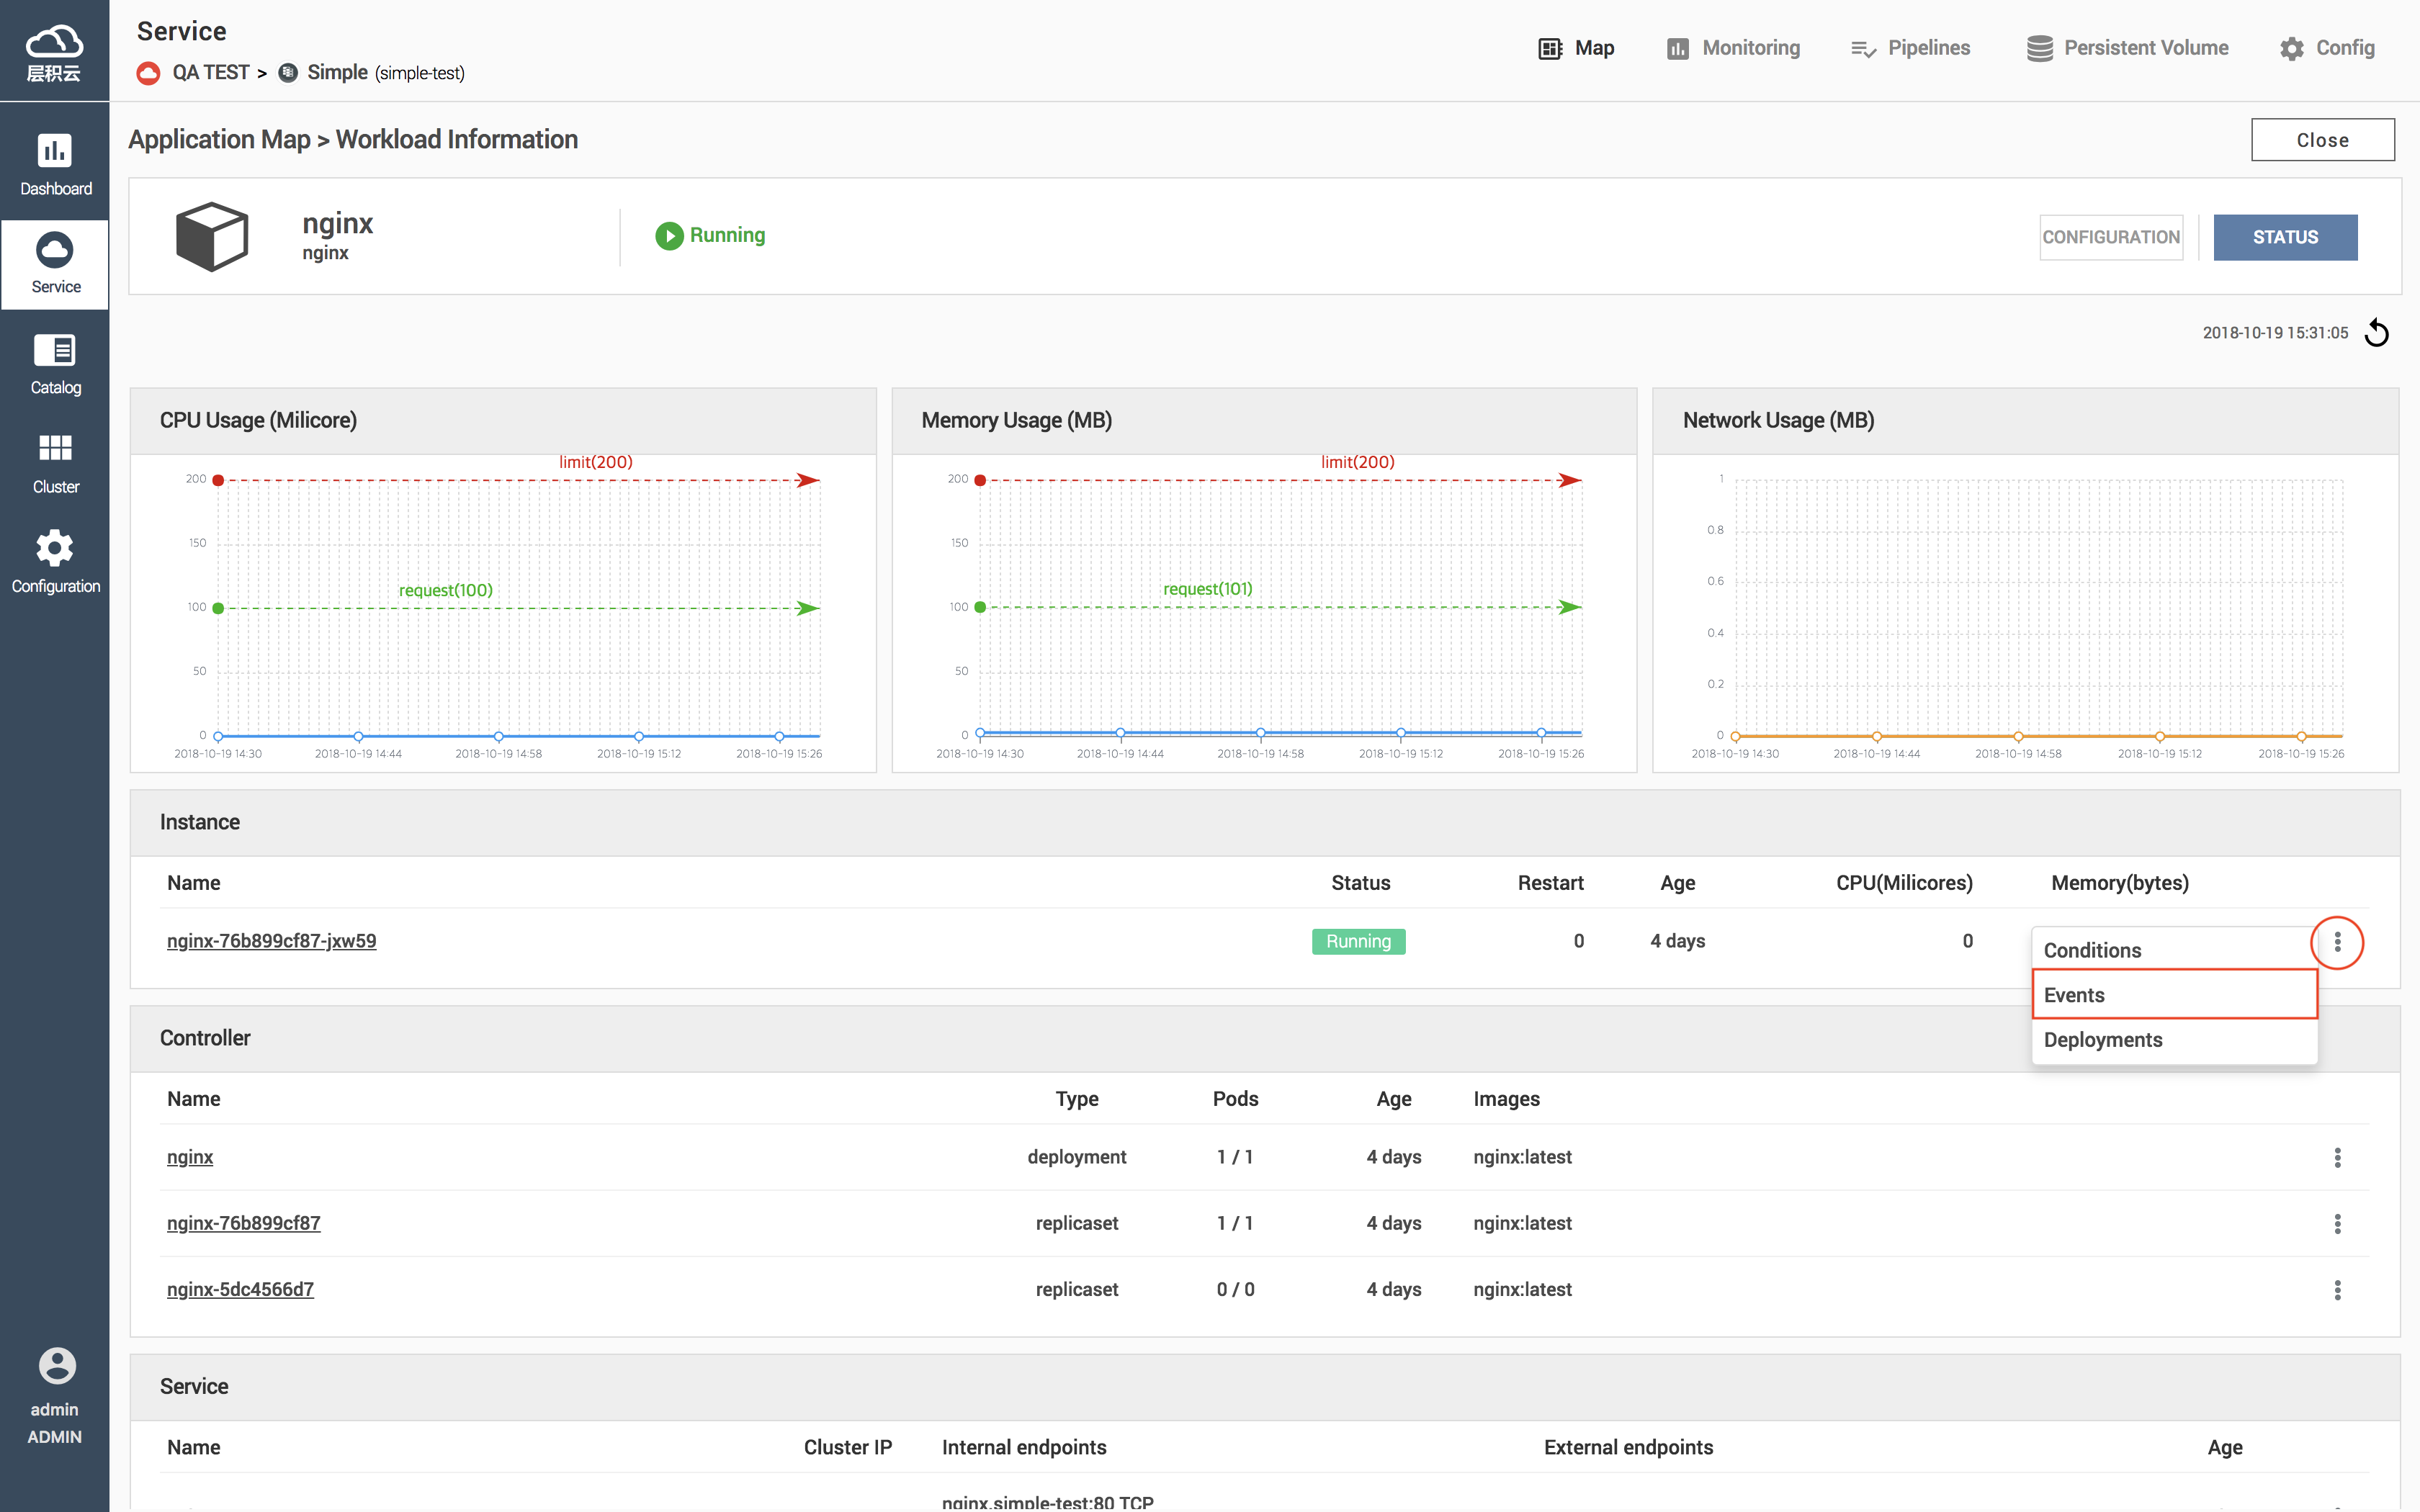 层积云
Service
QA TEST > Simple (simple-test)
Map
Monitoring
Pipelines
Persistent Volume
Config
Dashboard
Service
Catalog
Cluster
Configuration
admin
ADMIN
Application Map > Workload Information
Close
nginx
nginx
Running
CONFIGURATION
STATUS
2018-10-19 15:31:05
CPU Usage (Milicore)
limit(200)
200
150
request(100)
100
50
0
2018-10-19 14:30 2018-10-19 14:44 2018-10-19 14:58 2018-10-19 15:12 2018-10-19 15:26
Memory Usage (MB)
limit(200)
200
150
request(101)
100
50
0
2018-10-19 14:30 2018-10-19 14:44 2018-10-19 14:58 2018-10-19 15:12 2018-10-19 15:26
Network Usage (MB)
1
0.8
0.6
0.4
0.2
0
2018-10-19 14:30 2018-10-19 14:44 2018-10-19 14:58 2018-10-19 15:12 2018-10-19 15:26
Instance
Name Status Restart Age CPU(Milicores) Memory(bytes)
nginx-76b899cf87-jxw59 Running 0 4 days 0
Conditions
Events
Deployments
Controller
Name Type Pods Age Images
nginx deployment 1 / 1 4 days nginx:latest
nginx-76b899cf87 replicaset 1 / 1 4 days nginx:latest
nginx-5dc4566d7 replicaset 0 / 0 4 days nginx:latest
Service
Name Cluster IP Internal endpoints External endpoints Age
nginx.simple-test:80 TCP